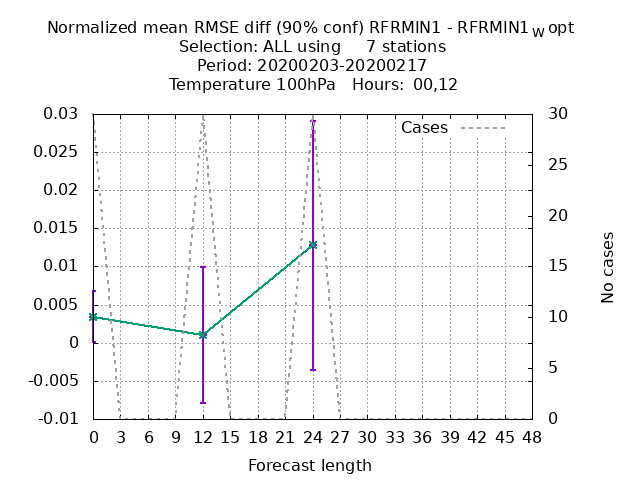 Normalized mean RMSE diff (90% conf) RFRMIN1 - RFRMIN1W opt
Selection: ALL using     7 stations
Period: 20200203-20200217
Temperature 100hPa   Hours:  00,12
Cases
0.03
0.025
0.02
0.015
0.01
0.005
0
-0.005
-0.01
30
25
20
15
10
5
0
No cases
0 3 6 9 12 15 18 21 24 27 30 33 36 39 42 45 48
Forecast length